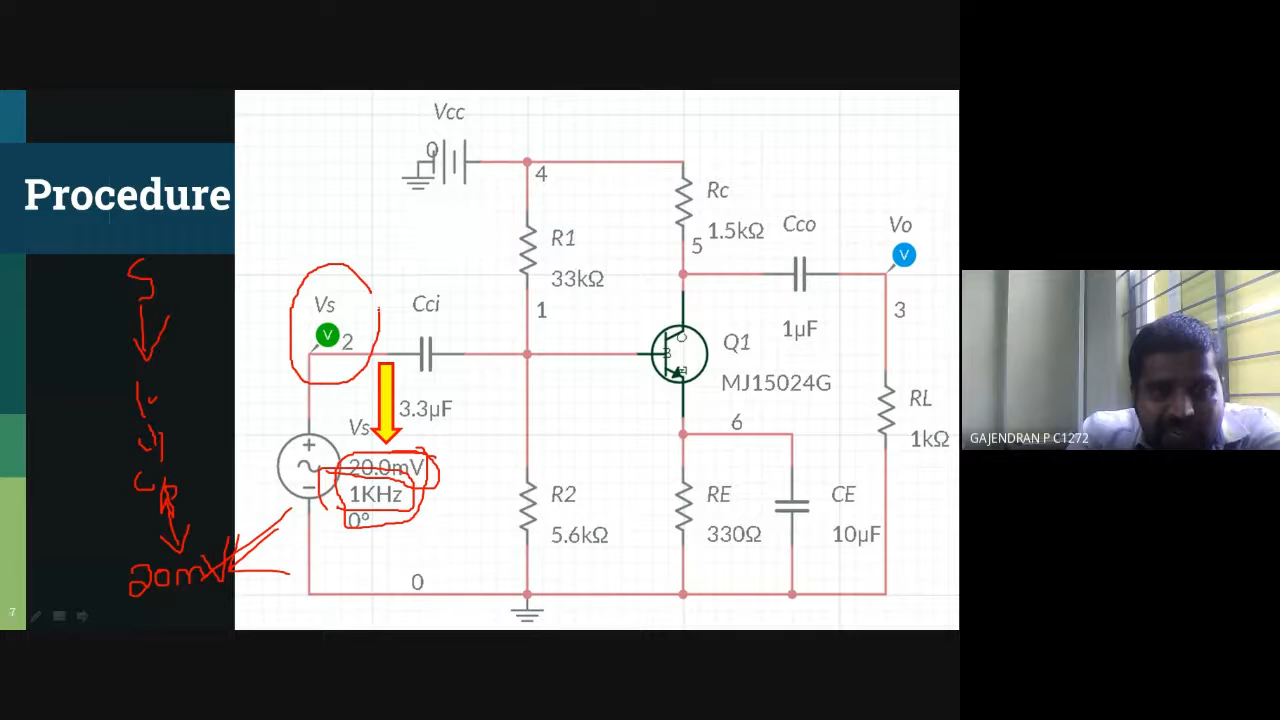 Vcc
0
4
Procedure
Rc
1.5kΩ
Cco
Vo
V
5
R1
33kΩ
1
Vs
V
2
Cci
3.3µF
1µF
3
Q1
MJ15024G
B
C
E
RL
1kΩ
6
Vs
20.0mV
1KHz
0°
R2
5.6kΩ
RE
330Ω
CE
10µF
0
20mV
7
GAJENDRAN P C1272